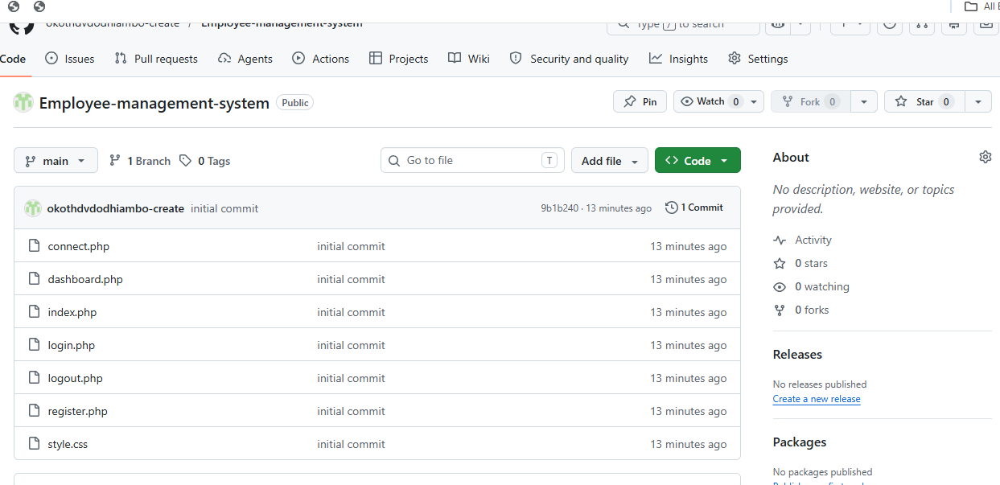 All
okothdvdodhiambo-create / Employee-management-system
Type / to search
Code Issues Pull requests Agents Actions Projects Wiki Security and quality Insights Settings
Employee-management-system Public Pin Watch 0 Fork 0 Star 0
main 1 Branch 0 Tags Go to file T Add file Code
okothdvdodhiambo-create initial commit 9b1b240 · 13 minutes ago 1 Commit
connect.php initial commit 13 minutes ago
dashboard.php initial commit 13 minutes ago
index.php initial commit 13 minutes ago
login.php initial commit 13 minutes ago
logout.php initial commit 13 minutes ago
register.php initial commit 13 minutes ago
style.css initial commit 13 minutes ago
About
No description, website, or topics
provided.
Activity
0 stars
0 watching
0 forks
Releases
No releases published
Create a new release
Packages
No packages published